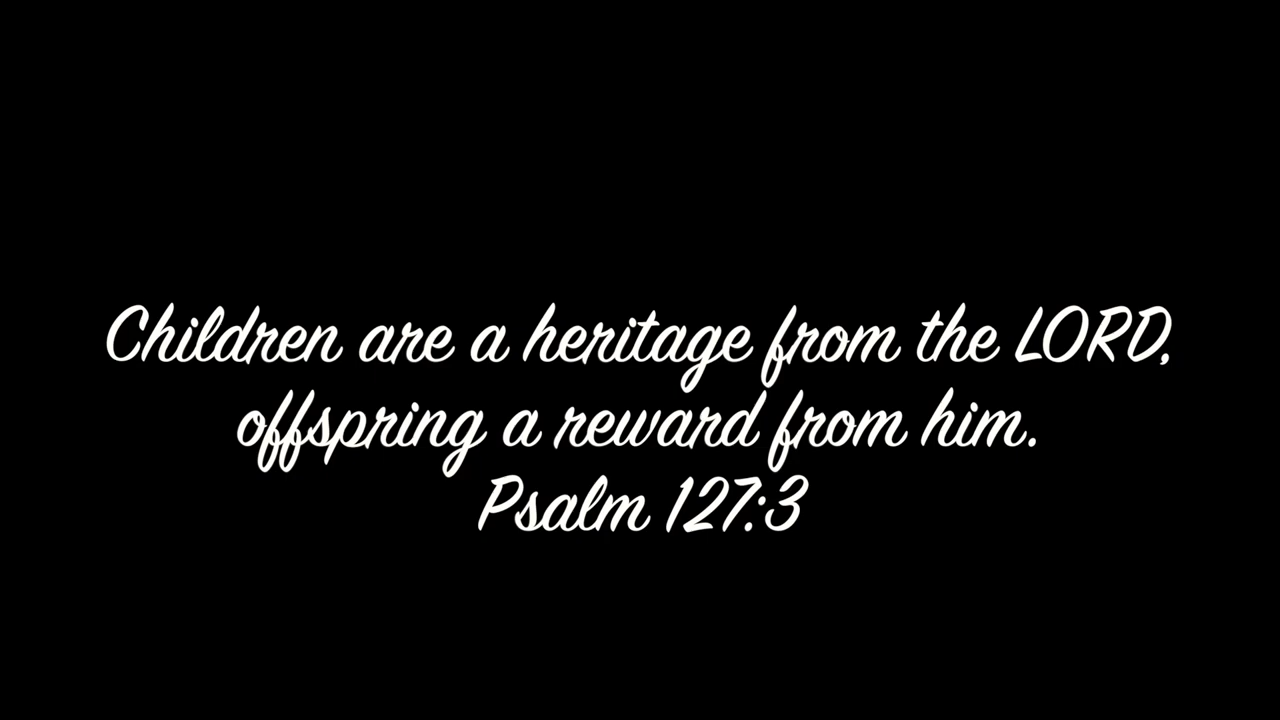 Children are a heritage from the LORD,
offspring a reward from him.
Psalm 127:3